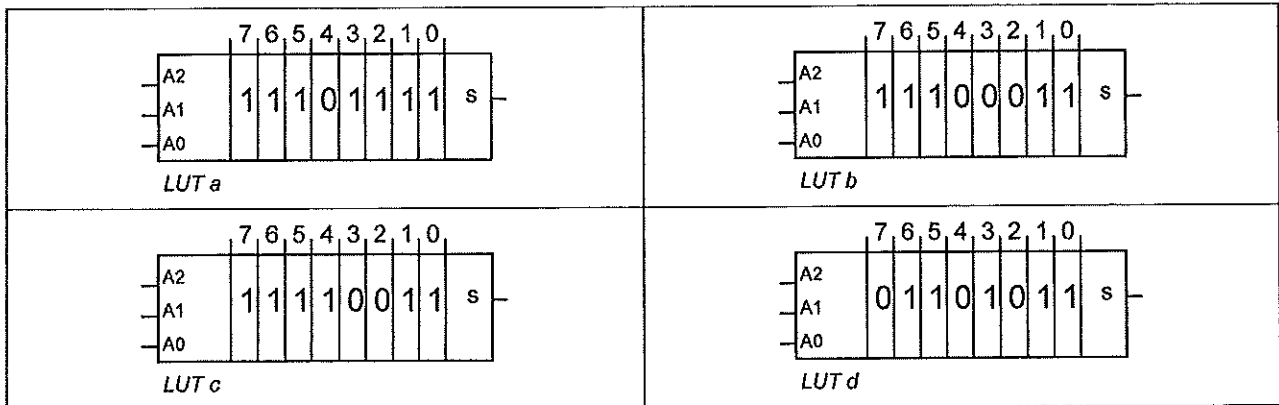 7 6 5 4 3 2 1 0
A2
A1
A0
1 1 1 0 1 1 1 1 s
LUT a
7 6 5 4 3 2 1 0
A2
A1
A0
1 1 1 0 0 0 1 1 s
LUT b
7 6 5 4 3 2 1 0
A2
A1
A0
1 1 1 1 0 0 1 1 s
LUT c
7 6 5 4 3 2 1 0
A2
A1
A0
0 1 1 0 1 0 1 1 s
LUT d